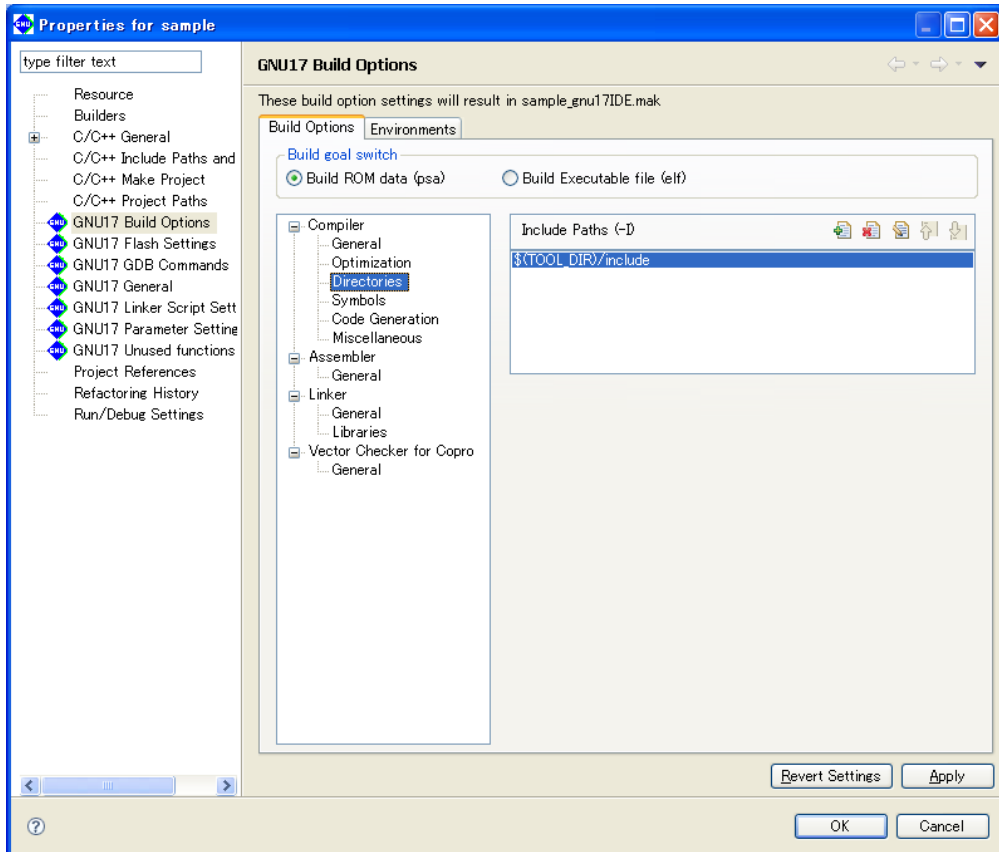 Properties for sample
type filter text
Resource
Builders
C/C++ General
C/C++ Include Paths and
C/C++ Make Project
C/C++ Project Paths
GNU17 Build Options
GNU17 Flash Settings
GNU17 GDB Commands
GNU17 General
GNU17 Linker Script Sett
GNU17 Parameter Setting
GNU17 Unused functions
Project References
Refactoring History
Run/Debug Settings
GNU17 Build Options
These build option settings will result in sample_gnu17IDE.mak
Build Options Environments
Build goal switch
Build ROM data (psa) Build Executable file (elf)
Compiler
General
Optimization
Directories
Symbols
Code Generation
Miscellaneous
Assembler
General
Linker
General
Libraries
Vector Checker for Copro
General
Include Paths (-I)
$(TOOL_DIR)/include
Revert Settings Apply
OK Cancel